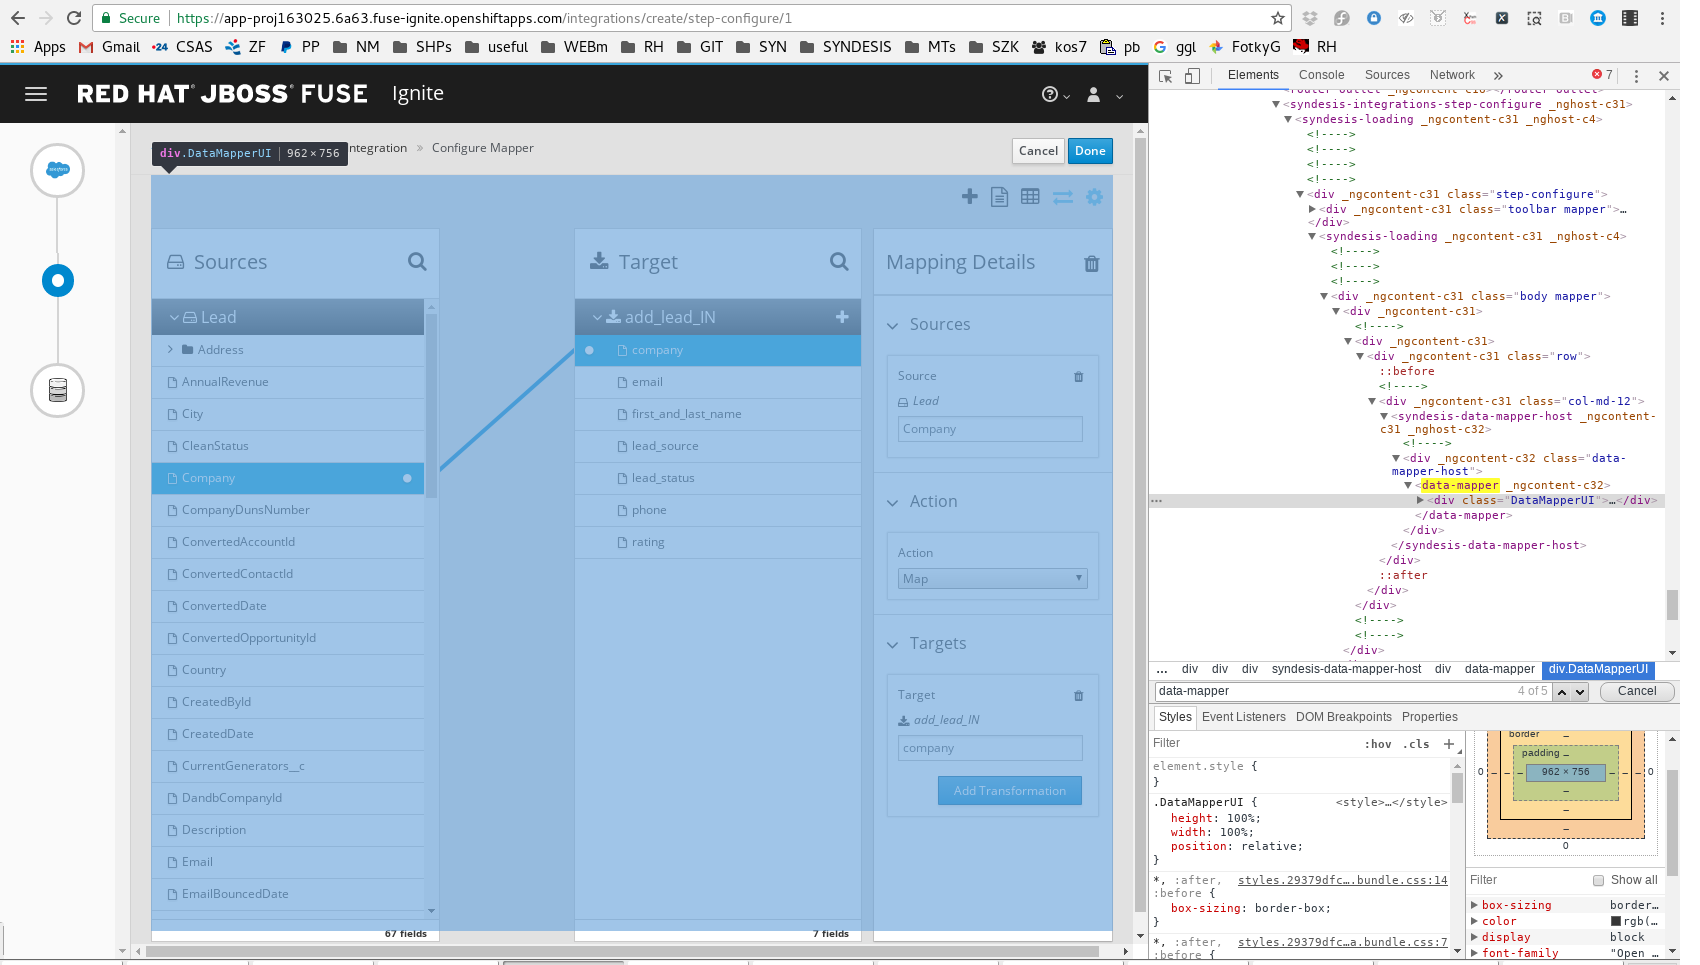 Secure | https://app-proj163025.6a63.fuse-ignite.openshiftapps.com/integrations/create/step-configure/1
Apps Gmail CSAS ZF PP NM SHPs useful WEBm RH GIT SYN SYNDESIS MTs SZK kos7 pb ggl FotkyG RH
RED HAT JBOSS FUSE Ignite
ntegration » Configure Mapper
Cancel Done
div.DataMapperUI | 962×756
Sources
Lead
Address
AnnualRevenue
City
CleanStatus
Company
CompanyDunsNumber
ConvertedAccountId
ConvertedContactId
ConvertedDate
ConvertedOpportunityId
Country
CreatedById
CreatedDate
CurrentGenerators__c
DandbCompanyId
Description
Email
EmailBouncedDate
67 fields
Target
add_lead_IN
company
email
first_and_last_name
lead_source
lead_status
phone
rating
7 fields
Mapping Details
Sources
Source
Lead
Company
Action
Action
Map
Targets
Target
add_lead_IN
company
Add Transformation
Elements Console Sources Network » 7
<syndesis-integrations-step-configure _nghost-c31>
<syndesis-loading _ngcontent-c31 _nghost-c4>
<!---->
<!---->
<!---->
<!---->
<div _ngcontent-c31 class="step-configure">
<div _ngcontent-c31 class="toolbar mapper">…
</div>
<syndesis-loading _ngcontent-c31 _nghost-c4>
<!---->
<!---->
<!---->
<div _ngcontent-c31 class="body mapper">
<div _ngcontent-c31>
<!---->
<div _ngcontent-c31>
<div _ngcontent-c31 class="row">
::before
<!---->
<div _ngcontent-c31 class="col-md-12">
<syndesis-data-mapper-host _ngcontent-
c31 _nghost-c32>
<!---->
<div _ngcontent-c32 class="data-
mapper-host">
<data-mapper _ngcontent-c32>
<div class="DataMapperUI">…</div>
</data-mapper>
</div>
</syndesis-data-mapper-host>
</div>
::after
</div>
</div>
<!---->
<!---->
</div>
… div div div syndesis-data-mapper-host div data-mapper div.DataMapperUI
data-mapper 4 of 5 Cancel
Styles Event Listeners DOM Breakpoints Properties
Filter :hov .cls +
element.style {
}
.DataMapperUI { <style>…</style>
height: 100%;
width: 100%;
position: relative;
}
*, :after, styles.29379dfc….bundle.css:14
:before {
box-sizing: border-box;
}
*, :after, styles.29379dfc…a.bundle.css:7
:before {
border –
padding –
0 – – – 962 × 756 – – – 0
–
–
–
0
Filter Show all
box-sizing border…
color rgb(…
display block
font-family "Open …